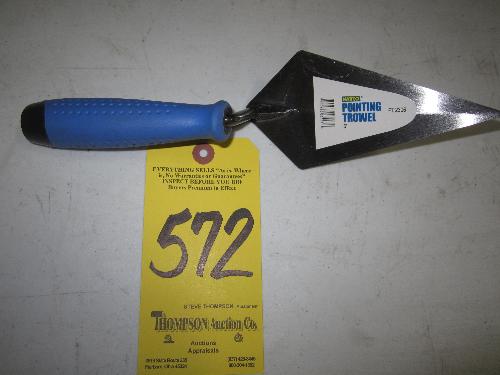 POINTING
TROWEL
EVERYTHING SELLS "As is, Where
is, No Warranties or Guarantees"
INSPECT BEFORE YOU BID
Buyers Premium in Effect
572
STEVE THOMPSON
THOMPSON Auction Co.
Auctions
Appraisals